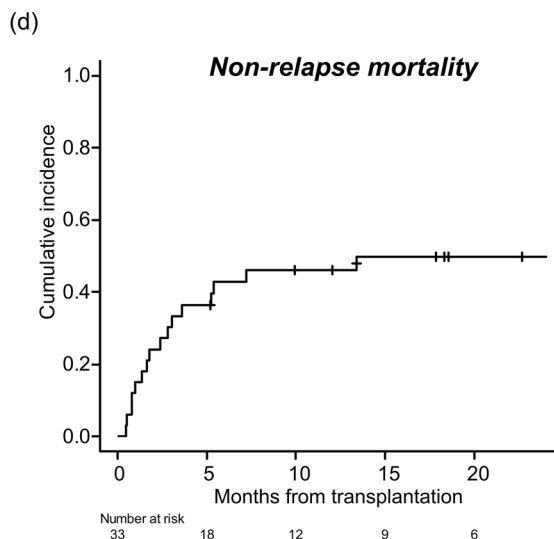 (d)
Non-relapse mortality
1.0
0.8
0.6
0.4
0.2
0.0
Cumulative incidence
0 5 10 15 20
Months from transplantation
Number at risk
33 18 12 9 6